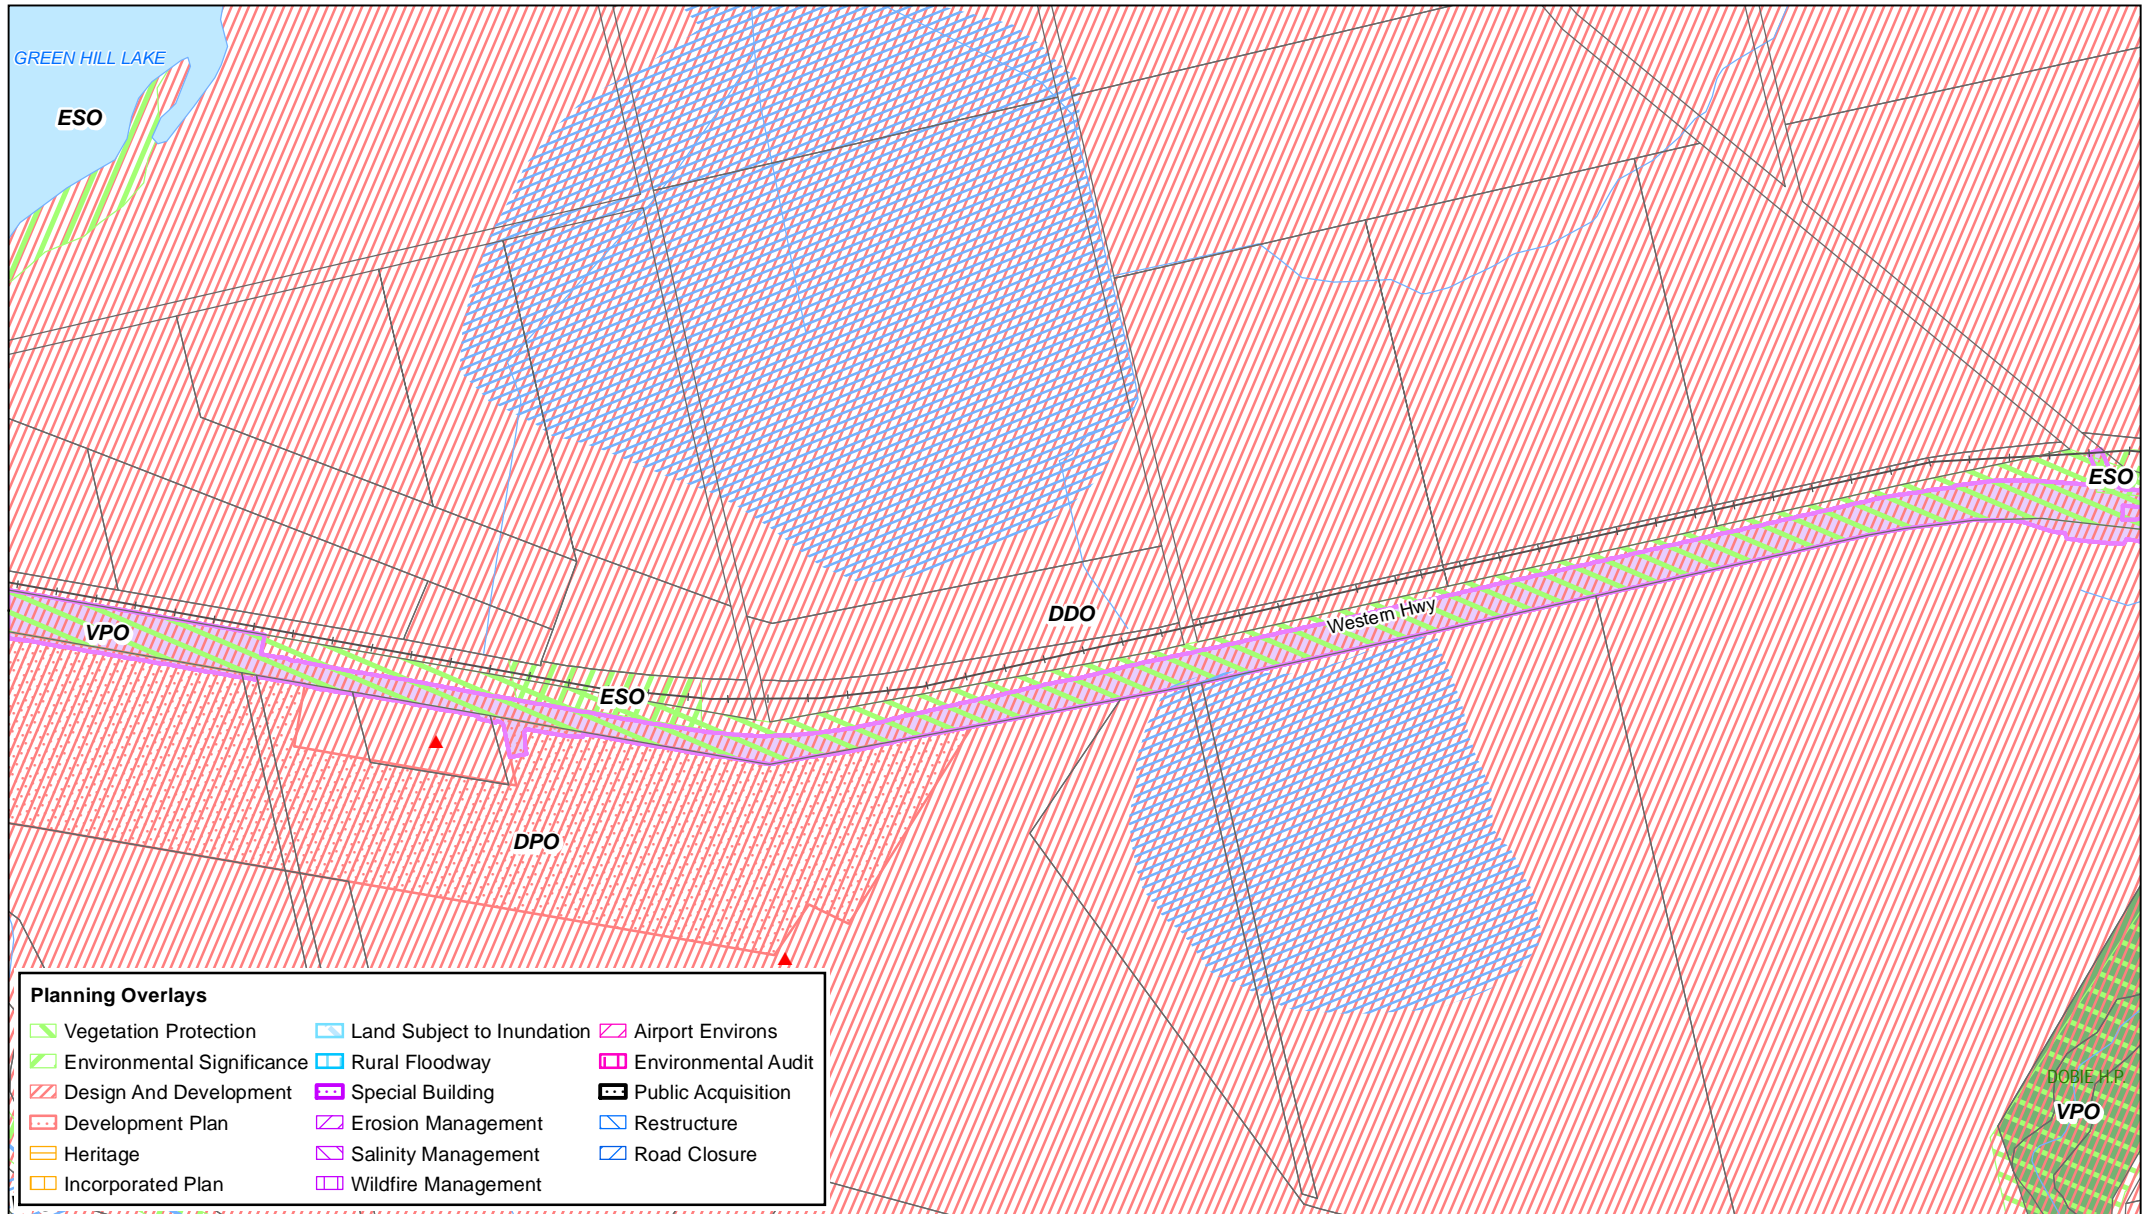 GREEN HILL LAKE
ESO
ESO
DDO
Western Hwy
VPO
ESO
DPO
DOBIE H.P.
VPO
Planning Overlays
Vegetation Protection
Environmental Significance
Design And Development
Development Plan
Heritage
Incorporated Plan
Land Subject to Inundation
Rural Floodway
Special Building
Erosion Management
Salinity Management
Wildfire Management
Airport Environs
Environmental Audit
Public Acquisition
Restructure
Road Closure